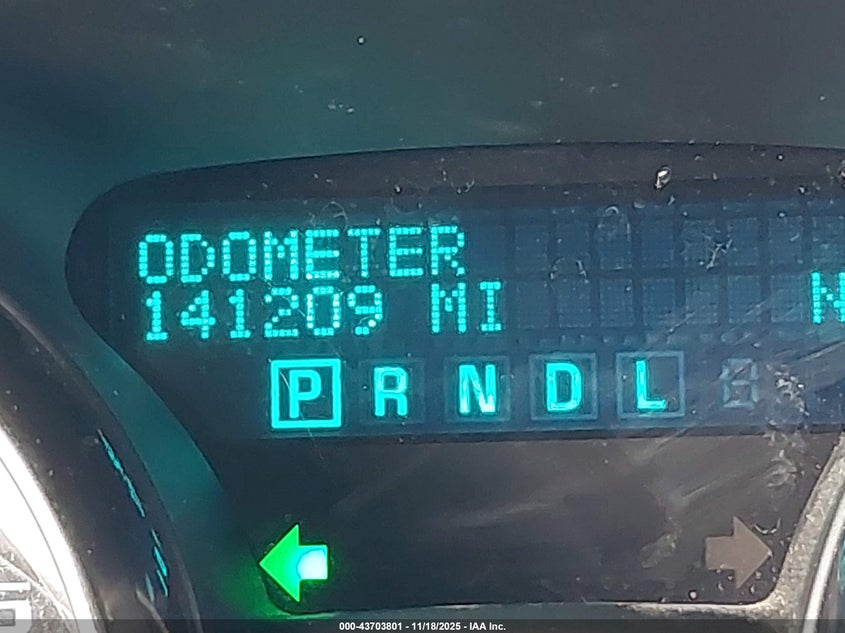 ODOMETER
141209 MI N
P R N D L
000-43703801 - 11/18/2025 - IAA Inc.